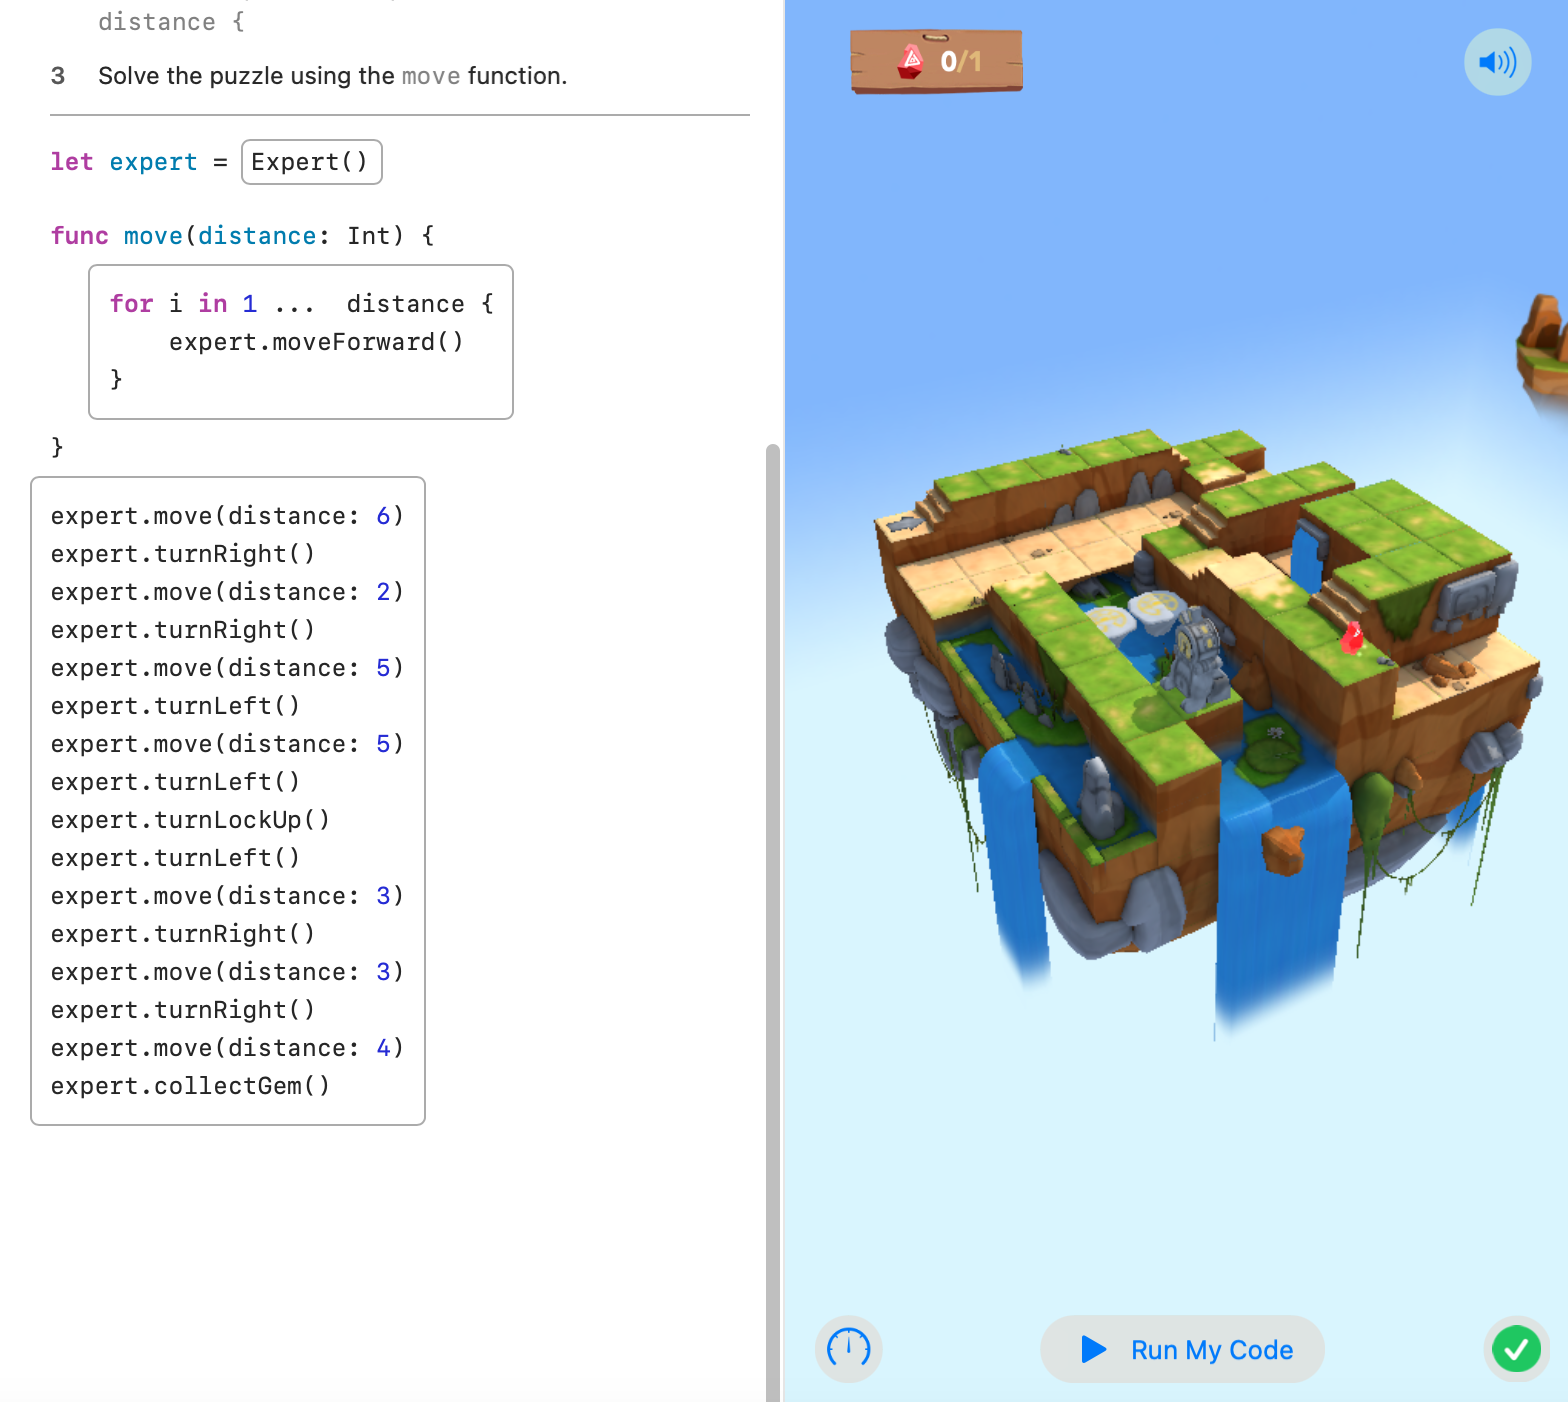 distance {
3 Solve the puzzle using the move function.
let expert = Expert()
func move(distance: Int) {
for i in 1 ... distance {
expert.moveForward()
}
}
expert.move(distance: 6)
expert.turnRight()
expert.move(distance: 2)
expert.turnRight()
expert.move(distance: 5)
expert.turnLeft()
expert.move(distance: 5)
expert.turnLeft()
expert.turnLockUp()
expert.turnLeft()
expert.move(distance: 3)
expert.turnRight()
expert.move(distance: 3)
expert.turnRight()
expert.move(distance: 4)
expert.collectGem()
0/1
Run My Code